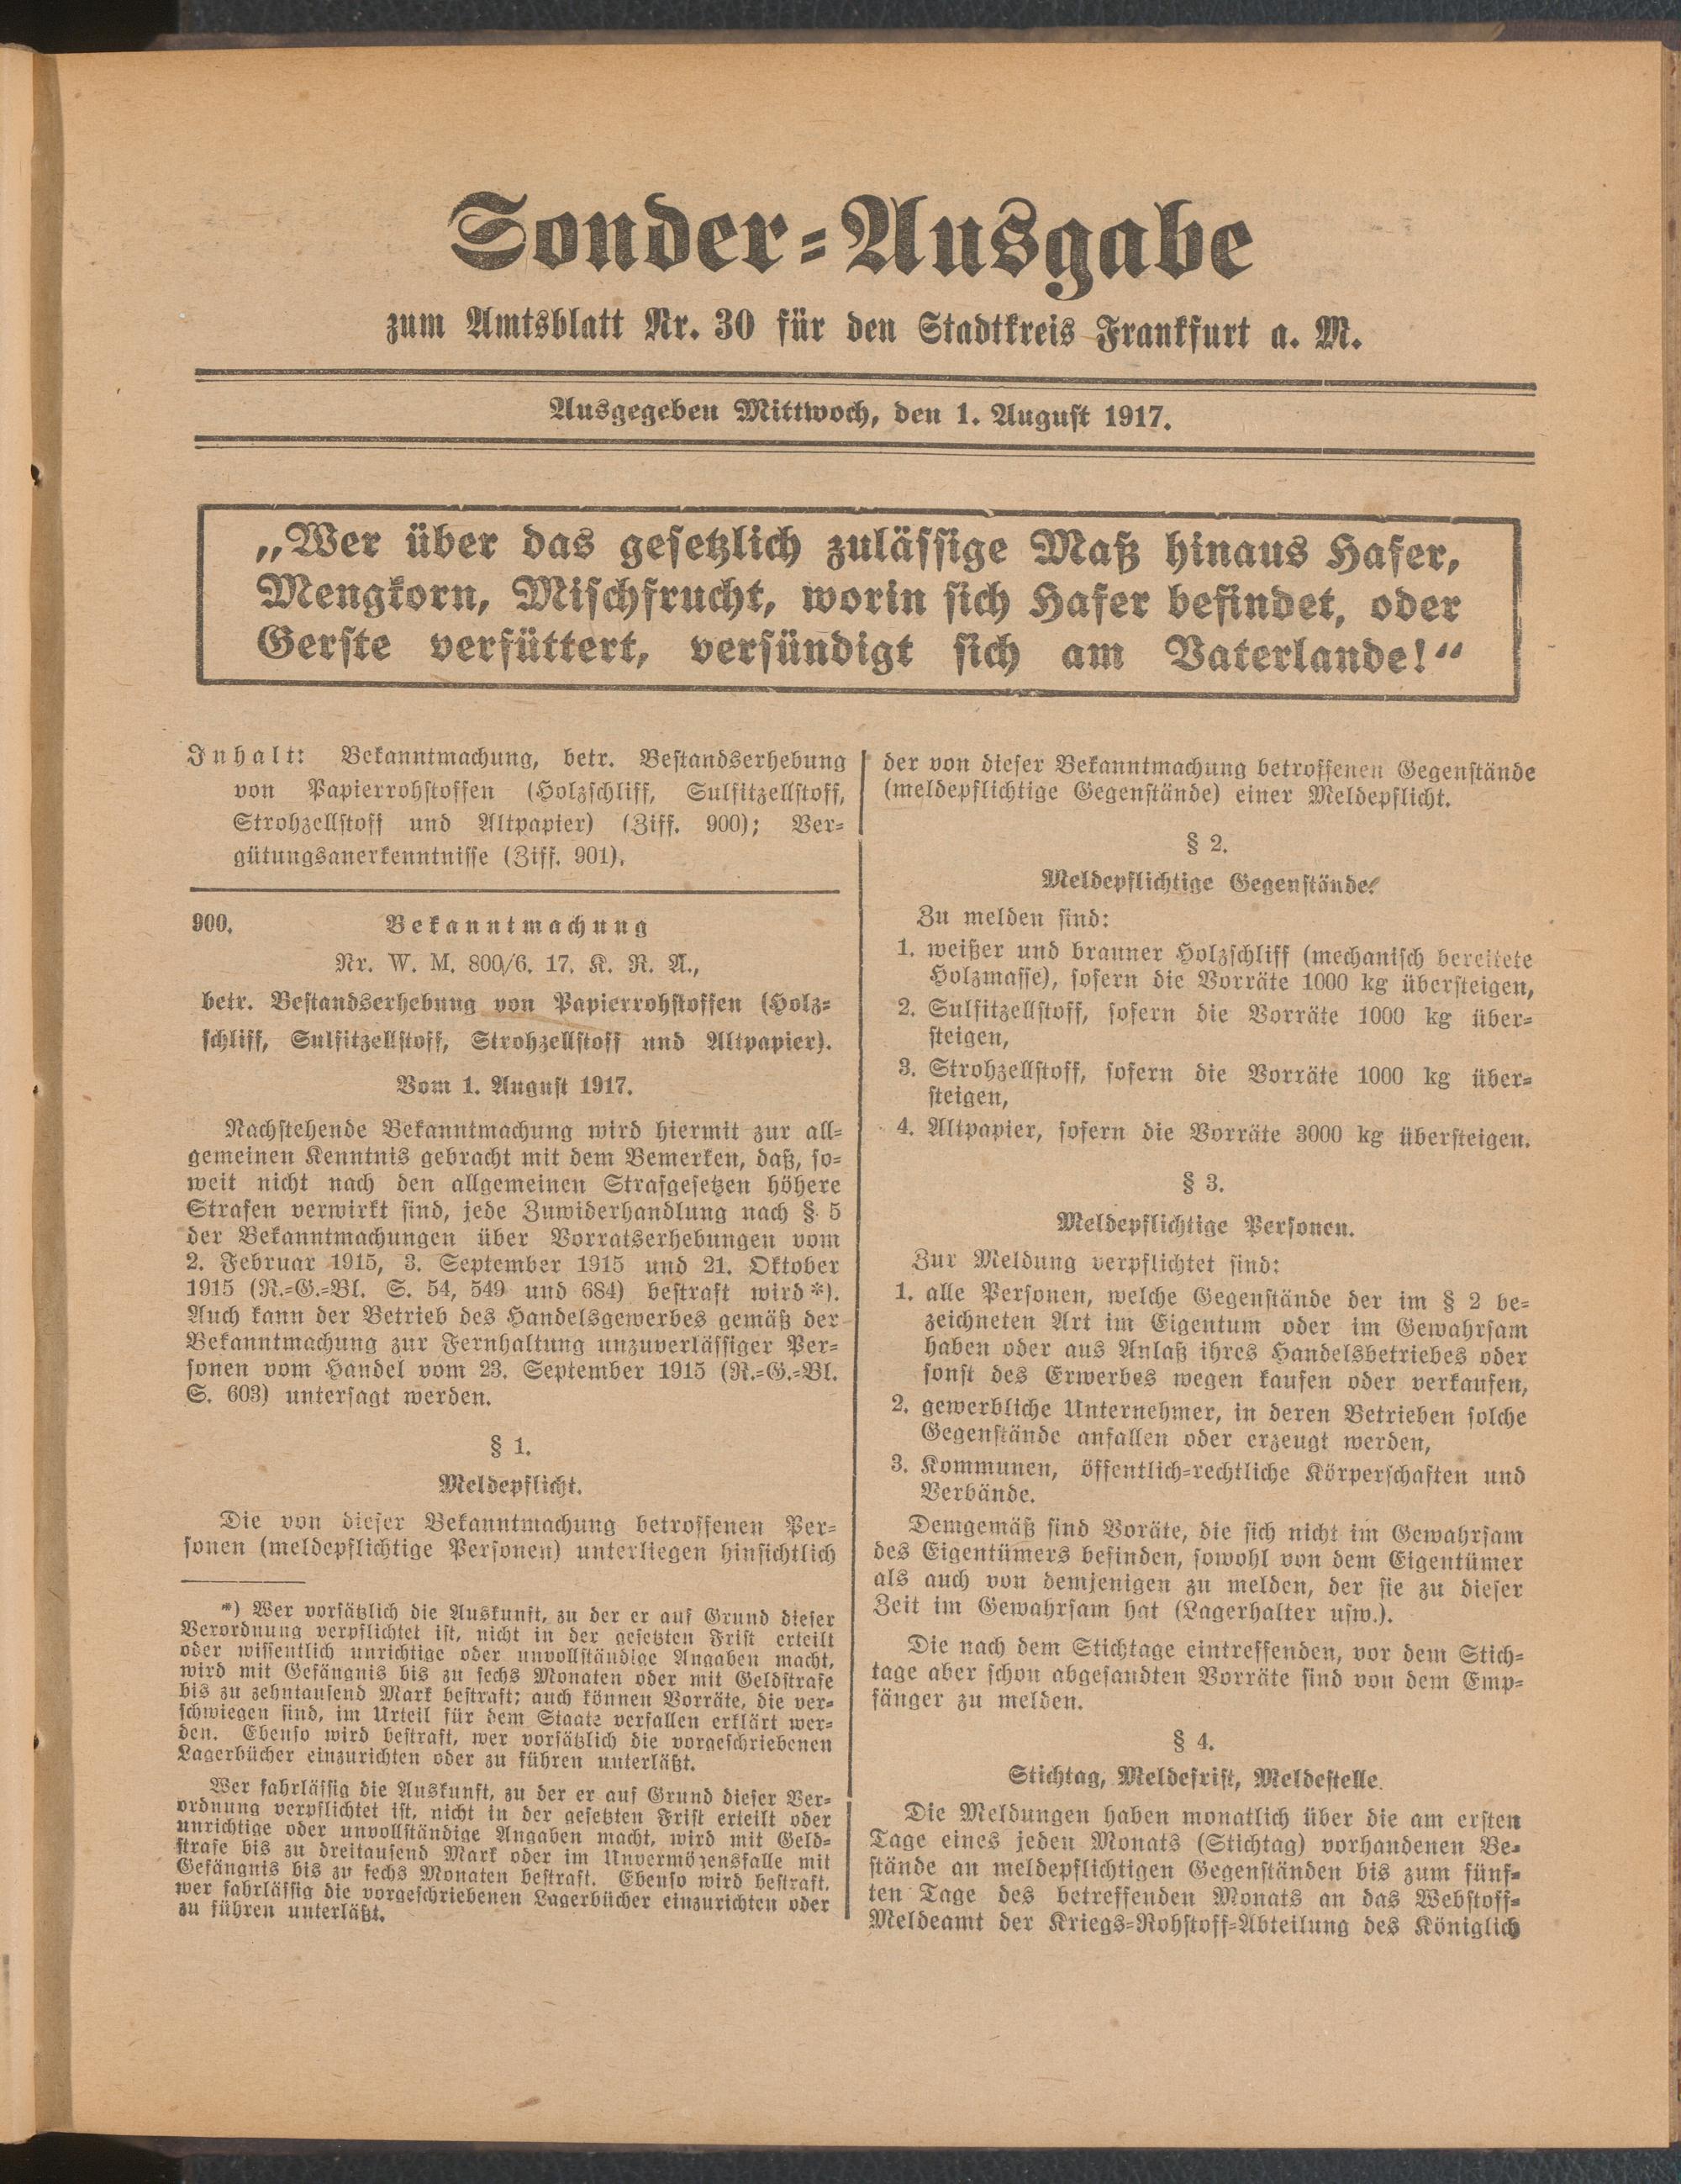 Sonder-Ausgabe
zum Amtsblatt Nr. 30 für den Stadtkreis Frankfurt a. M.
Ausgegeben Mittwoch, den 1. August 1917.
„Wer über das gesetzlich zulässige Maß hinaus Hafer,
Mengkorn, Mischfrucht, worin sich Hafer befindet, oder
Gerste verfüttert, versündigt sich am Vaterlande!“
Inhalt: Bekanntmachung, betr. Bestandserhebung
von Papierrohstoffen (Holzschliff, Sulfitzellstoff,
Strohzellstoff und Altpapier) (Ziff. 900); Ver-
gütungsanerkenntnisse (Ziff. 901).
900. Bekanntmachung
Nr. W. M. 800/6. 17. K. R. A.,
betr. Bestandserhebung von Papierrohstoffen (Holz-
schliff, Sulfitzellstoff, Strohzellstoff und Altpapier).
Vom 1. August 1917.
Nachstehende Bekanntmachung wird hiermit zur all-
gemeinen Kenntnis gebracht mit dem Bemerken, daß, so-
weit nicht nach den allgemeinen Strafgesetzen höhere
Strafen verwirkt sind, jede Zuwiderhandlung nach § 5
der Bekanntmachungen über Vorratserhebungen vom
2. Februar 1915, 3. September 1915 und 21. Oktober
1915 (R.-G.-Bl. S. 54, 549 und 684) bestraft wird*).
Auch kann der Betrieb des Handelsgewerbes gemäß der
Bekanntmachung zur Fernhaltung unzuverlässiger Per-
sonen vom Handel vom 23. September 1915 (R.-G.-Bl.
S. 603) untersagt werden.
§ 1.
Meldepflicht.
Die von dieser Bekanntmachung betroffenen Per-
sonen (meldepflichtige Personen) unterliegen hinsichtlich
*) Wer vorsätzlich die Auskunft, zu der er auf Grund dieser
Verordnung verpflichtet ist, nicht in der gesetzten Frist erteilt
oder wissentlich unrichtige oder unvollständige Angaben macht,
wird mit Gefängnis bis zu sechs Monaten oder mit Geldstrafe
bis zu zehntausend Mark bestraft; auch können Vorräte, die ver-
schwiegen sind, im Urteil für dem Staate verfallen erklärt wer-
den. Ebenso wird bestraft, wer vorsätzlich die vorgeschriebenen
Lagerbücher einzurichten oder zu führen unterläßt.
Wer fahrlässig die Auskunft, zu der er auf Grund dieser Ver-
ordnung verpflichtet ist, nicht in der gesetzten Frist erteilt oder
unrichtige oder unvollständige Angaben macht, wird mit Geld-
strafe bis zu dreitausend Mark oder im Unvermögensfalle mit
Gefängnis bis zu sechs Monaten bestraft. Ebenso wird bestraft,
wer fahrlässig die vorgeschriebenen Lagerbücher einzurichten oder
zu führen unterläßt.
der von dieser Bekanntmachung betroffenen Gegenstände
(meldepflichtige Gegenstände) einer Meldepflicht.
§ 2.
Meldepflichtige Gegenstände.
Zu melden sind:
1. weißer und brauner Holzschliff (mechanisch bereitete
Holzmasse), sofern die Vorräte 1000 kg übersteigen,
2. Sulfitzellstoff, sofern die Vorräte 1000 kg über-
steigen,
3. Strohzellstoff, sofern die Vorräte 1000 kg über-
steigen,
4. Altpapier, sofern die Vorräte 3000 kg übersteigen.
§ 3.
Meldepflichtige Personen.
Zur Meldung verpflichtet sind:
1. alle Personen, welche Gegenstände der im § 2 be-
zeichneten Art im Eigentum oder im Gewahrsam
haben oder aus Anlaß ihres Handelsbetriebes oder
sonst des Erwerbes wegen kaufen oder verkaufen,
2. gewerbliche Unternehmer, in deren Betrieben solche
Gegenstände anfallen oder erzeugt werden,
3. Kommunen, öffentlich-rechtliche Körperschaften und
Verbände.
Demgemäß sind Voräte, die sich nicht im Gewahrsam
des Eigentümers befinden, sowohl von dem Eigentümer
als auch von demjenigen zu melden, der sie zu dieser
Zeit im Gewahrsam hat (Lagerhalter usw.).
Die nach dem Stichtage eintreffenden, vor dem Stich-
tage aber schon abgesandten Vorräte sind von dem Emp-
fänger zu melden.
§ 4.
Stichtag, Meldefrist, Meldestelle.
Die Meldungen haben monatlich über die am ersten
Tage eines jeden Monats (Stichtag) vorhandenen Be-
stände an meldepflichtigen Gegenständen bis zum fünf-
ten Tage des betreffenden Monats an das Webstoff-
Meldeamt der Kriegs-Rohstoff-Abteilung des Königlich